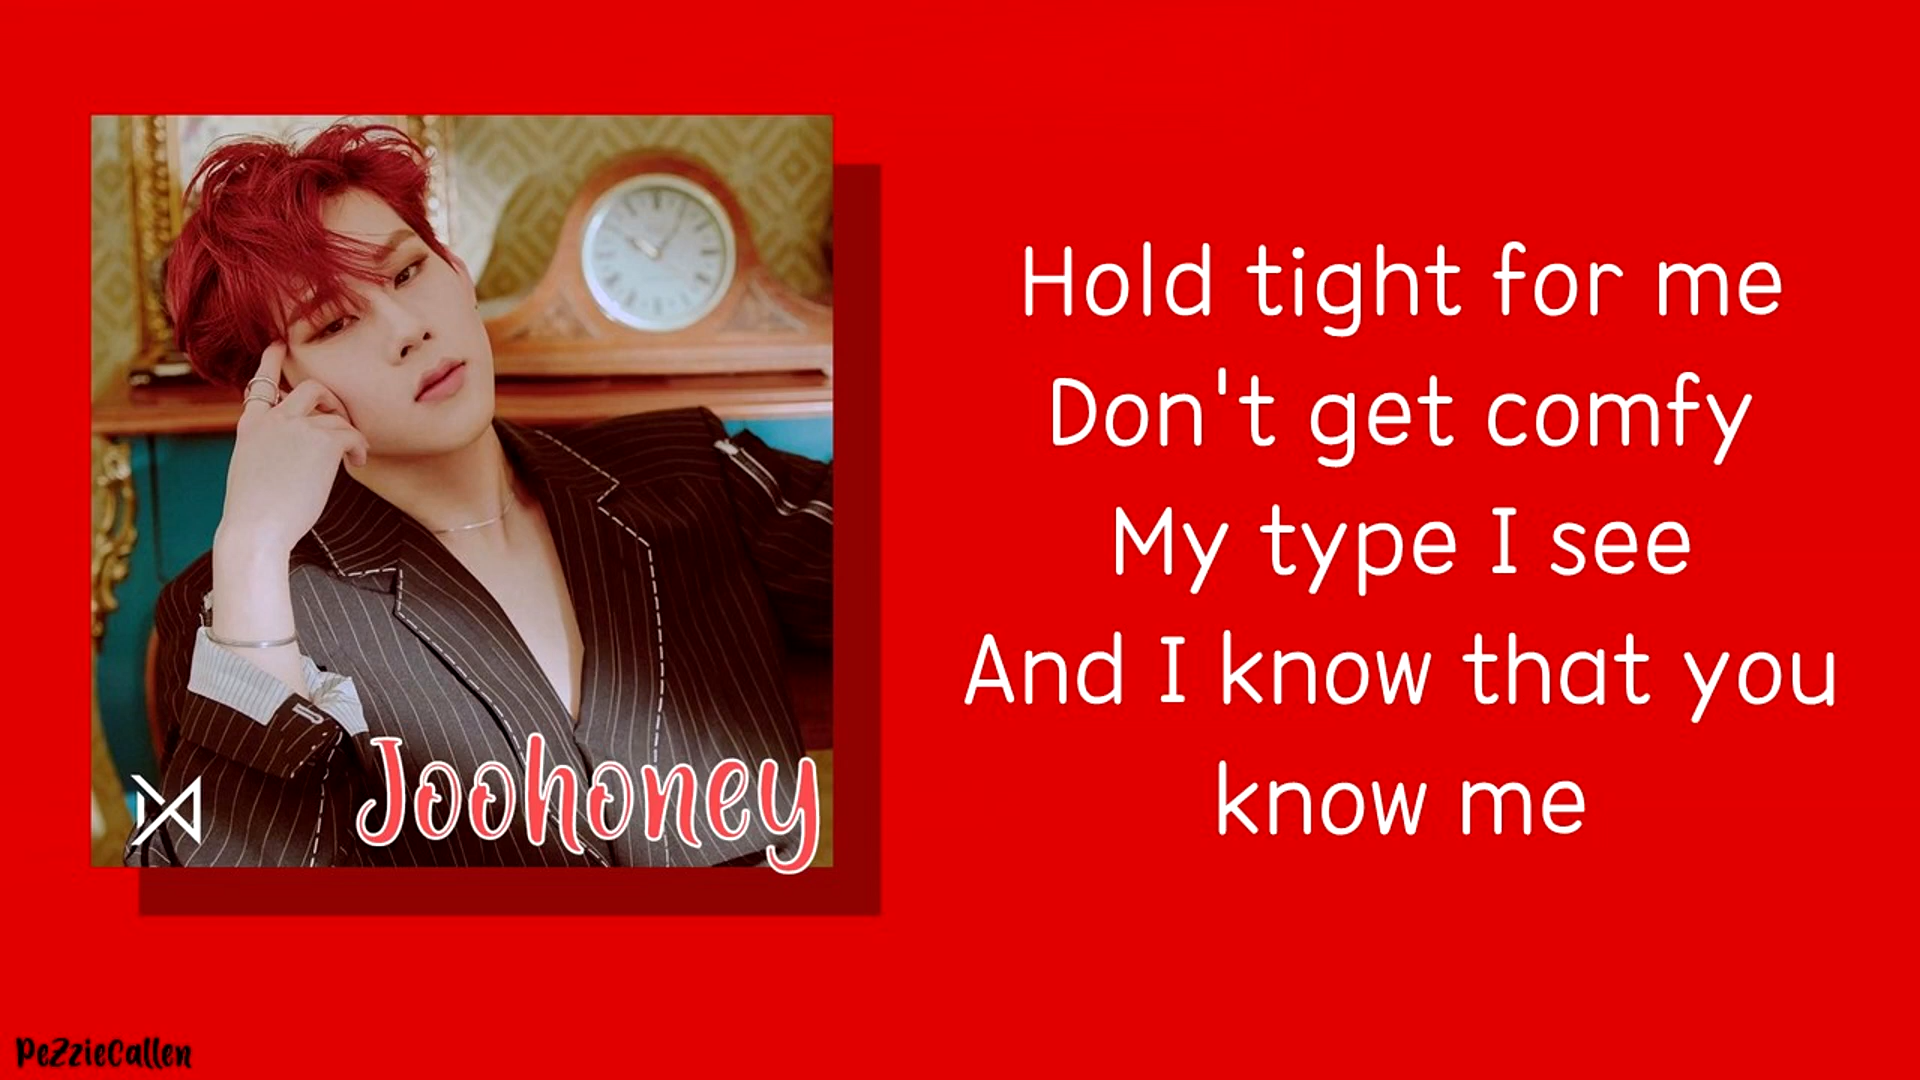 Hold tight for me
Don't get comfy
My type I see
And I know that you
know me
Joohoney
PeZzieCallen